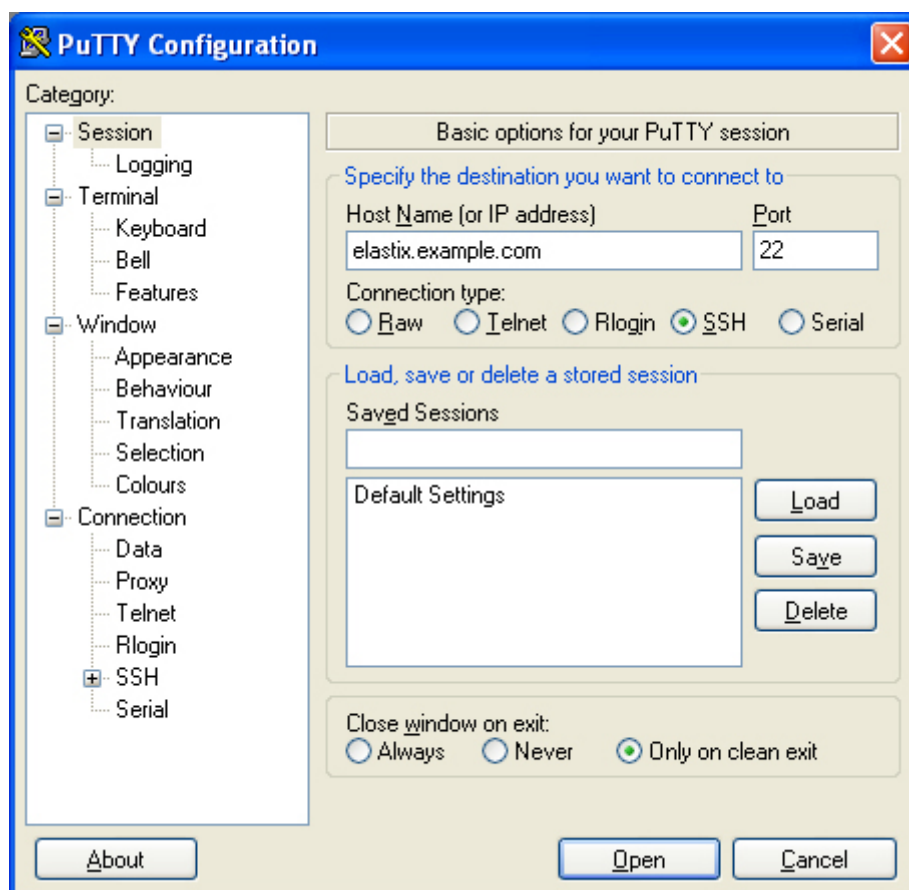 PuTTY Configuration
Category:
Session
Logging
Terminal
Keyboard
Bell
Features
Window
Appearance
Behaviour
Translation
Selection
Colours
Connection
Data
Proxy
Telnet
Rlogin
SSH
Serial
Basic options for your PuTTY session
Specify the destination you want to connect to
Host Name (or IP address) Port
elastix.example.com 22
Connection type:
Raw Telnet Rlogin SSH Serial
Load, save or delete a stored session
Saved Sessions
Default Settings
Load
Save
Delete
Close window on exit:
Always Never Only on clean exit
About Open Cancel